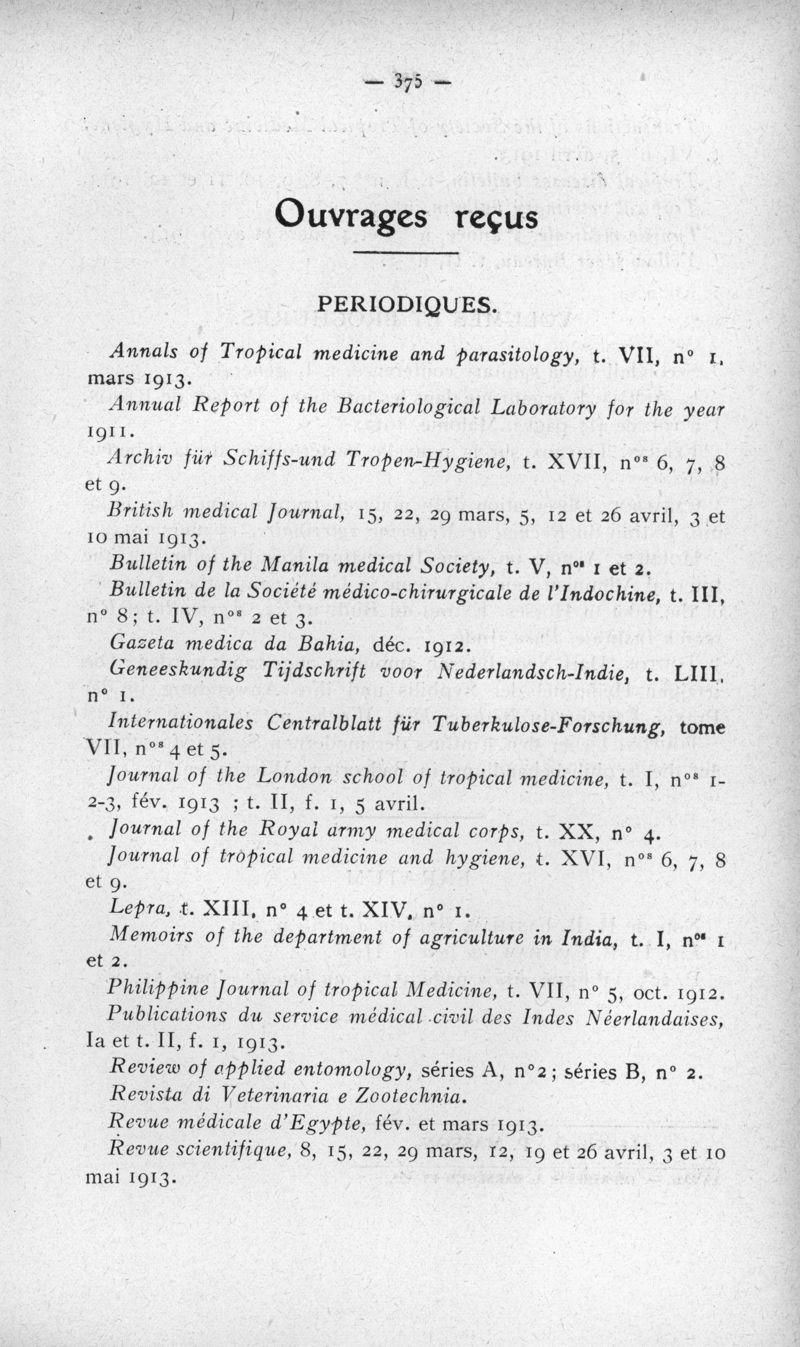 — 375 —
Ouvrages reçus
PERIODIQUES.
Annals of Tropical medicine and parasitology, t. VII, n° 1,
mars 1913.
Annual Report of the Bacteriological Laboratory for the year
1911.
Archiv für Schiffs-und Tropen-Hygiene, t. XVII, nos 6, 7, 8
et 9.
British medical Journal, 15, 22, 29 mars, 5, 12 et 26 avril, 3 et
10 mai 1913.
Bulletin of the Manila medical Society, t. V, nos 1 et 2.
Bulletin de la Société médico-chirurgicale de l'Indochine, t. III,
n° 8; t. IV, nos 2 et 3.
Gazeta medica da Bahia, déc. 1912.
Geneeskundig Tijdschrift voor Nederlandsch-Indie, t. LIII,
n° 1.
Internationales Centralblatt für Tuberkulose-Forschung, tome
VII, nos 4 et 5.
Journal of the London school of tropical medicine, t. I, nos 1-
2-3, fév. 1913 ; t. II, f. 1, 5 avril.
Journal of the Royal army medical corps, t. XX, n° 4.
Journal of tropical medicine and hygiene, t. XVI, nos 6, 7, 8
et 9.
Lepra, t. XIII, n° 4 et t. XIV, n° 1.
Memoirs of the department of agriculture in India, t. I, nos 1
et 2.
Philippine Journal of tropical Medicine, t. VII, n° 5, oct. 1912.
Publications du service médical civil des Indes Néerlandaises,
Ia et t. II, f. 1, 1913.
Review of applied entomology, séries A, n°2; séries B, n° 2.
Revista di Veterinaria e Zootechnia.
Revue médicale d'Egypte, fév. et mars 1913.
Revue scientifique, 8, 15, 22, 29 mars, 12, 19 et 26 avril, 3 et 10
mai 1913.